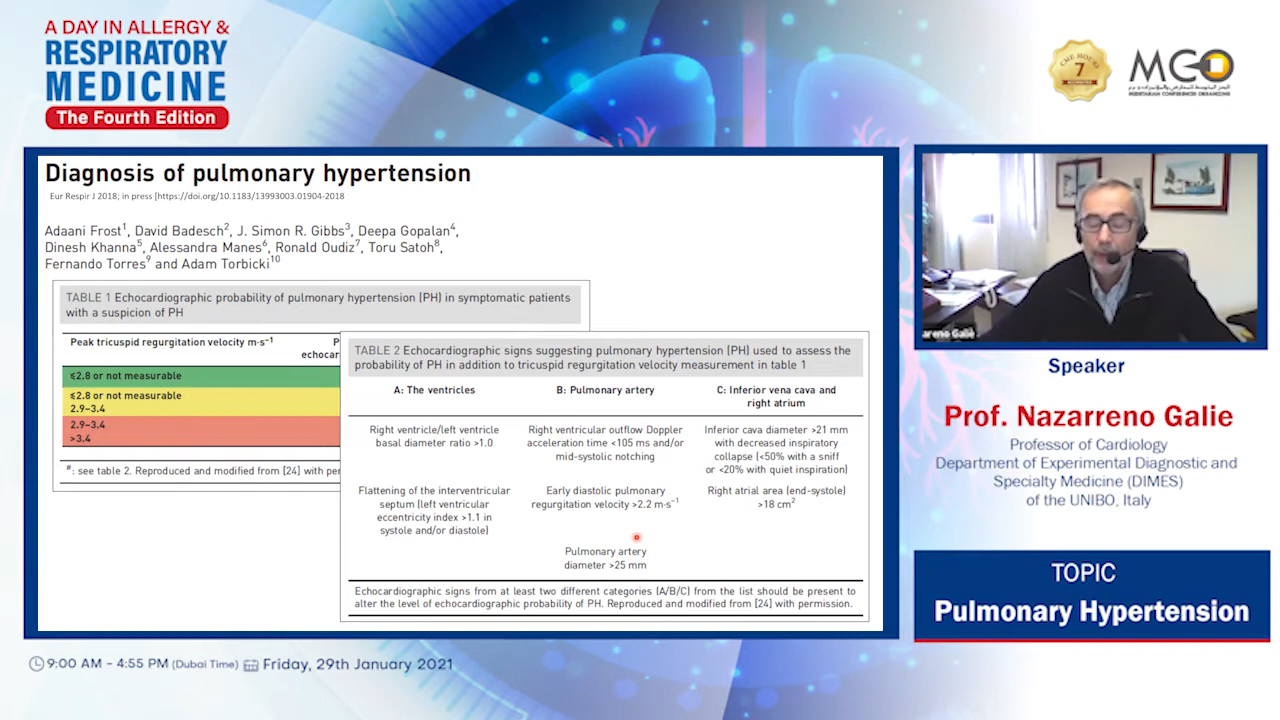 A DAY IN ALLERGY &
RESPIRATORY
MEDICINE
The Fourth Edition
CME HOURS
7
MCO
Diagnosis of pulmonary hypertension
Eur Respir J 2018; in press [https://doi.org/10.1183/13993003.01904-2018
Adaani Frost1, David Badesch2, J. Simon R. Gibbs3, Deepa Gopalan4,
Dinesh Khanna5, Alessandra Manes6, Ronald Oudiz7, Toru Satoh8,
Fernando Torres9 and Adam Torbicki10
TABLE 1 Echocardiographic probability of pulmonary hypertension (PH) in symptomatic patients
with a suspicion of PH
Peak tricuspid regurgitation velocity m·s−1
P
echocar
≤2.8 or not measurable
≤2.8 or not measurable
2.9–3.4
2.9–3.4
>3.4
#: see table 2. Reproduced and modified from [24] with per
TABLE 2 Echocardiographic signs suggesting pulmonary hypertension (PH) used to assess the
probability of PH in addition to tricuspid regurgitation velocity measurement in table 1
A: The ventricles
B: Pulmonary artery
C: Inferior vena cava and
right atrium
Right ventricle/left ventricle
basal diameter ratio >1.0
Right ventricular outflow Doppler
acceleration time <105 ms and/or
mid-systolic notching
Inferior cava diameter >21 mm
with decreased inspiratory
collapse (<50% with a sniff
or <20% with quiet inspiration)
Flattening of the interventricular
septum (left ventricular
eccentricity index >1.1 in
systole and/or diastole)
Early diastolic pulmonary
regurgitation velocity >2.2 m·s−1
Right atrial area (end-systole)
>18 cm2
Pulmonary artery
diameter >25 mm
Echocardiographic signs from at least two different categories (A/B/C) from the list should be present to
alter the level of echocardiographic probability of PH. Reproduced and modified from [24] with permission.
areno Galiè
Speaker
Prof. Nazarreno Galie
Professor of Cardiology
Department of Experimental Diagnostic and
Specialty Medicine (DIMES)
of the UNIBO, Italy
TOPIC
Pulmonary Hypertension
9:00 AM - 4:55 PM (Dubai Time) Friday, 29th January 2021